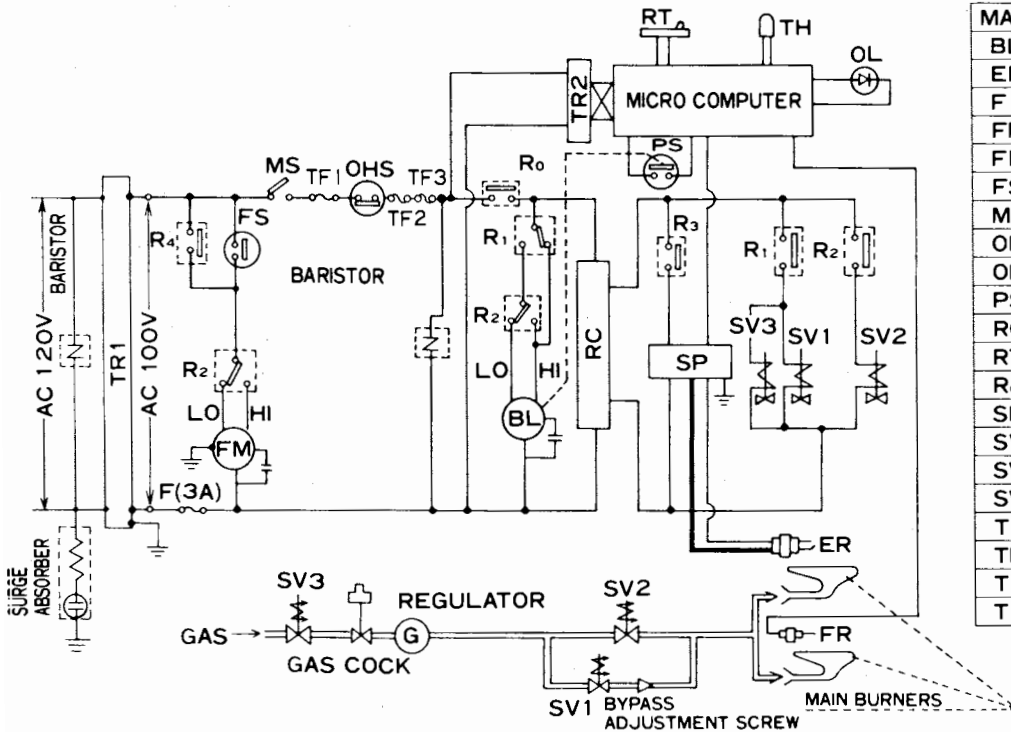 RT
TH
OL
TR2
MICRO COMPUTER
PS
MS
TF1
OHS
TF3
TF2
R0
FS
R4
BARISTOR
BARISTOR
R1
R3
R1
R2
AC 120V
TR1
AC 100V
R2
R2
RC
SP
SV3
SV1
SV2
LO
HI
LO
HI
FM
BL
F(3A)
SURGE
ABSORBER
ER
SV3
REGULATOR
SV2
GAS
G
GAS COCK
FR
SV1
BYPASS
ADJUSTMENT SCREW
MAIN BURNERS
MA
F
M
T
T
T